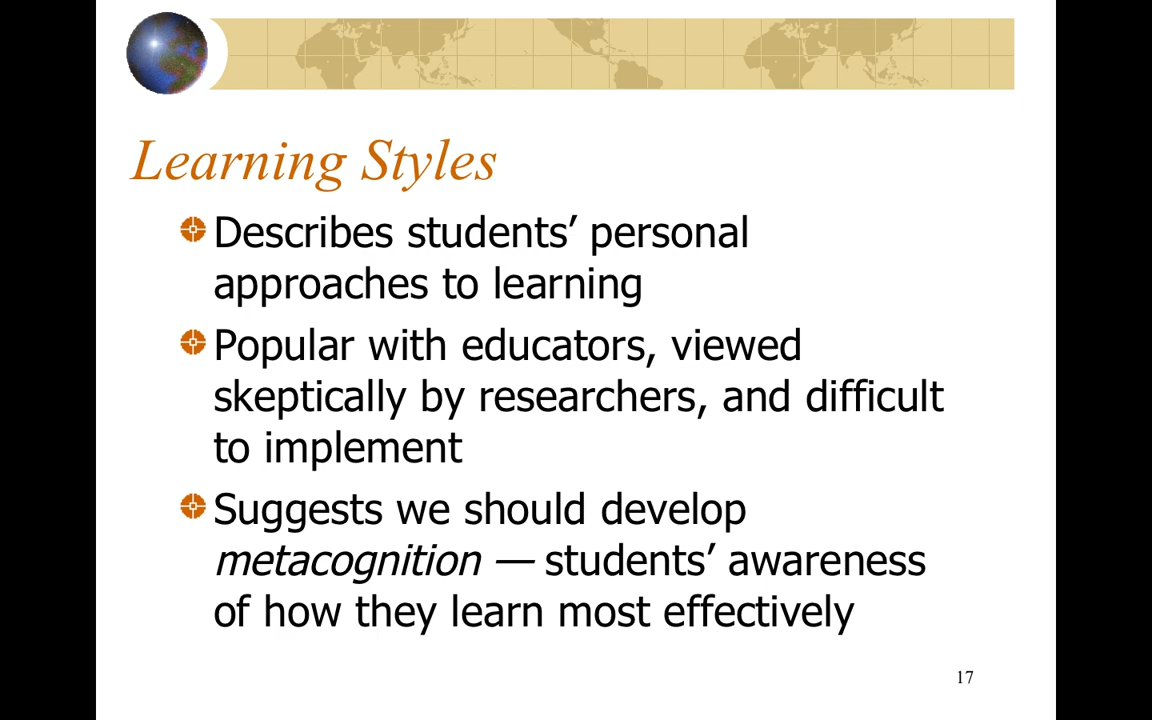 Learning Styles
Describes students’ personal
approaches to learning
Popular with educators, viewed
skeptically by researchers, and difficult
to implement
Suggests we should develop
metacognition — students’ awareness
of how they learn most effectively
17